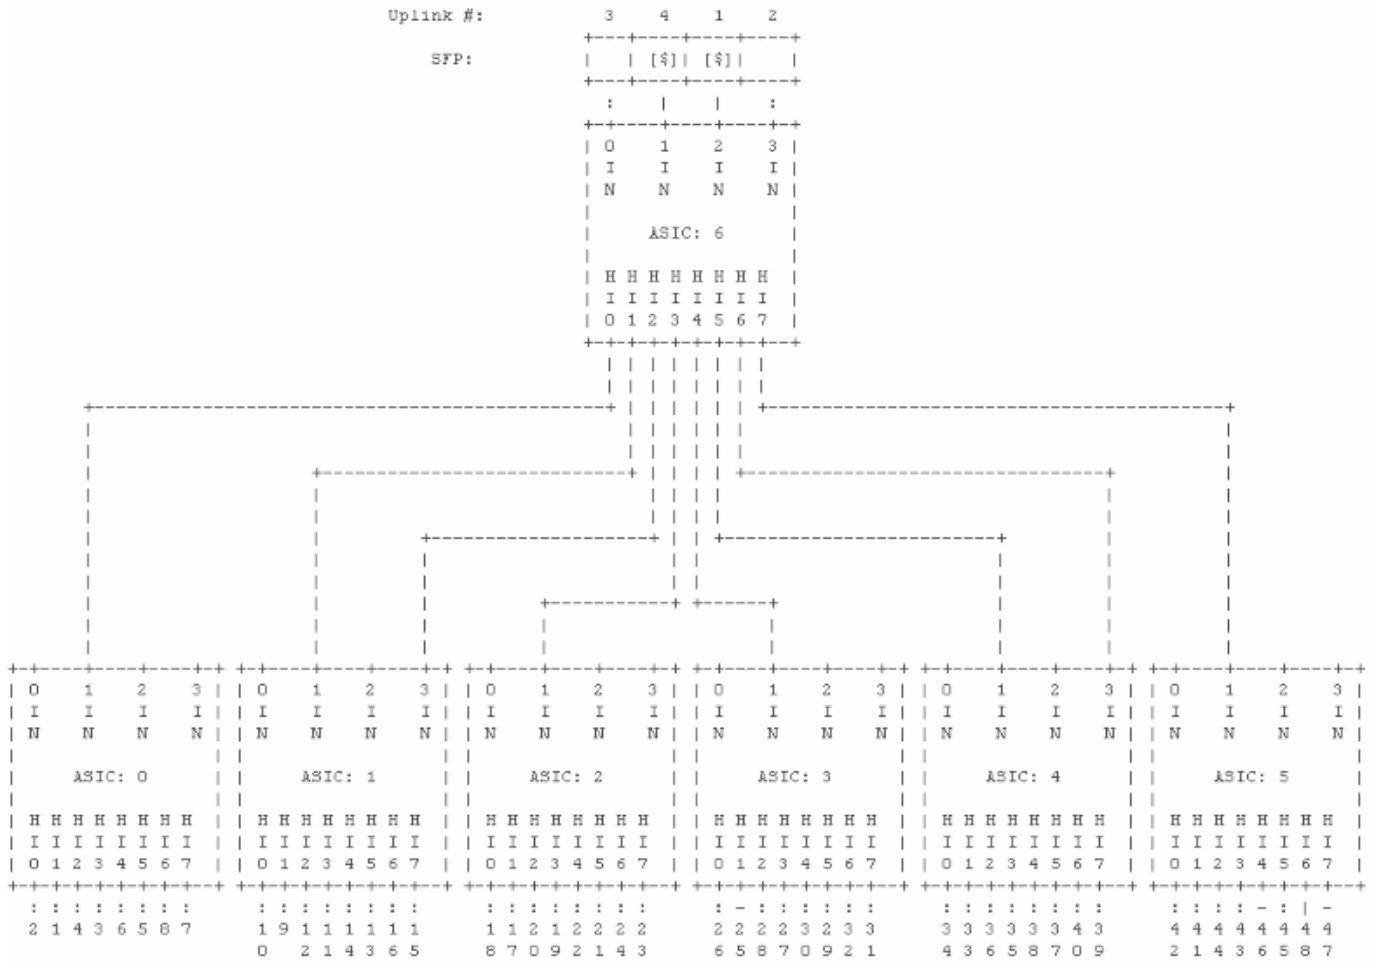 Uplink #: 3 4 1 2
SFP: [$] [$]
0 1 2 3
I I I I
N N N N
ASIC: 6
H H H H H H H H
I I I I I I I I
0 1 2 3 4 5 6 7
0 1 2 3 0 1 2 3 0 1 2 3 0 1 2 3 0 1 2 3 0 1 2 3
I I I I I I I I I I I I I I I I I I I I I I I I
N N N N N N N N N N N N N N N N N N N N N N N N
ASIC: 0 ASIC: 1 ASIC: 2 ASIC: 3 ASIC: 4 ASIC: 5
H H H H H H H H H H H H H H H H H H H H H H H H H H H H H H H H H H H H H H H H H H H H H H H H
I I I I I I I I I I I I I I I I I I I I I I I I I I I I I I I I I I I I I I I I I I I I I I I I
0 1 2 3 4 5 6 7 0 1 2 3 4 5 6 7 0 1 2 3 4 5 6 7 0 1 2 3 4 5 6 7 0 1 2 3 4 5 6 7 0 1 2 3 4 5 6 7
: : : : : : : : : : : : : : : : : : : : : : : : : - : : : : : : : : : : : : : : : : : : - : | -
2 1 4 3 6 5 8 7 1 9 1 1 1 1 1 1 1 1 2 1 2 2 2 2 2 2 2 2 3 2 3 3 3 3 3 3 3 3 4 3 4 4 4 4 4 4 4 4
0 2 1 4 3 6 5 8 7 0 9 2 1 4 3 6 5 8 7 0 9 2 1 4 3 6 5 8 7 0 9 2 1 4 3 6 5 8 7